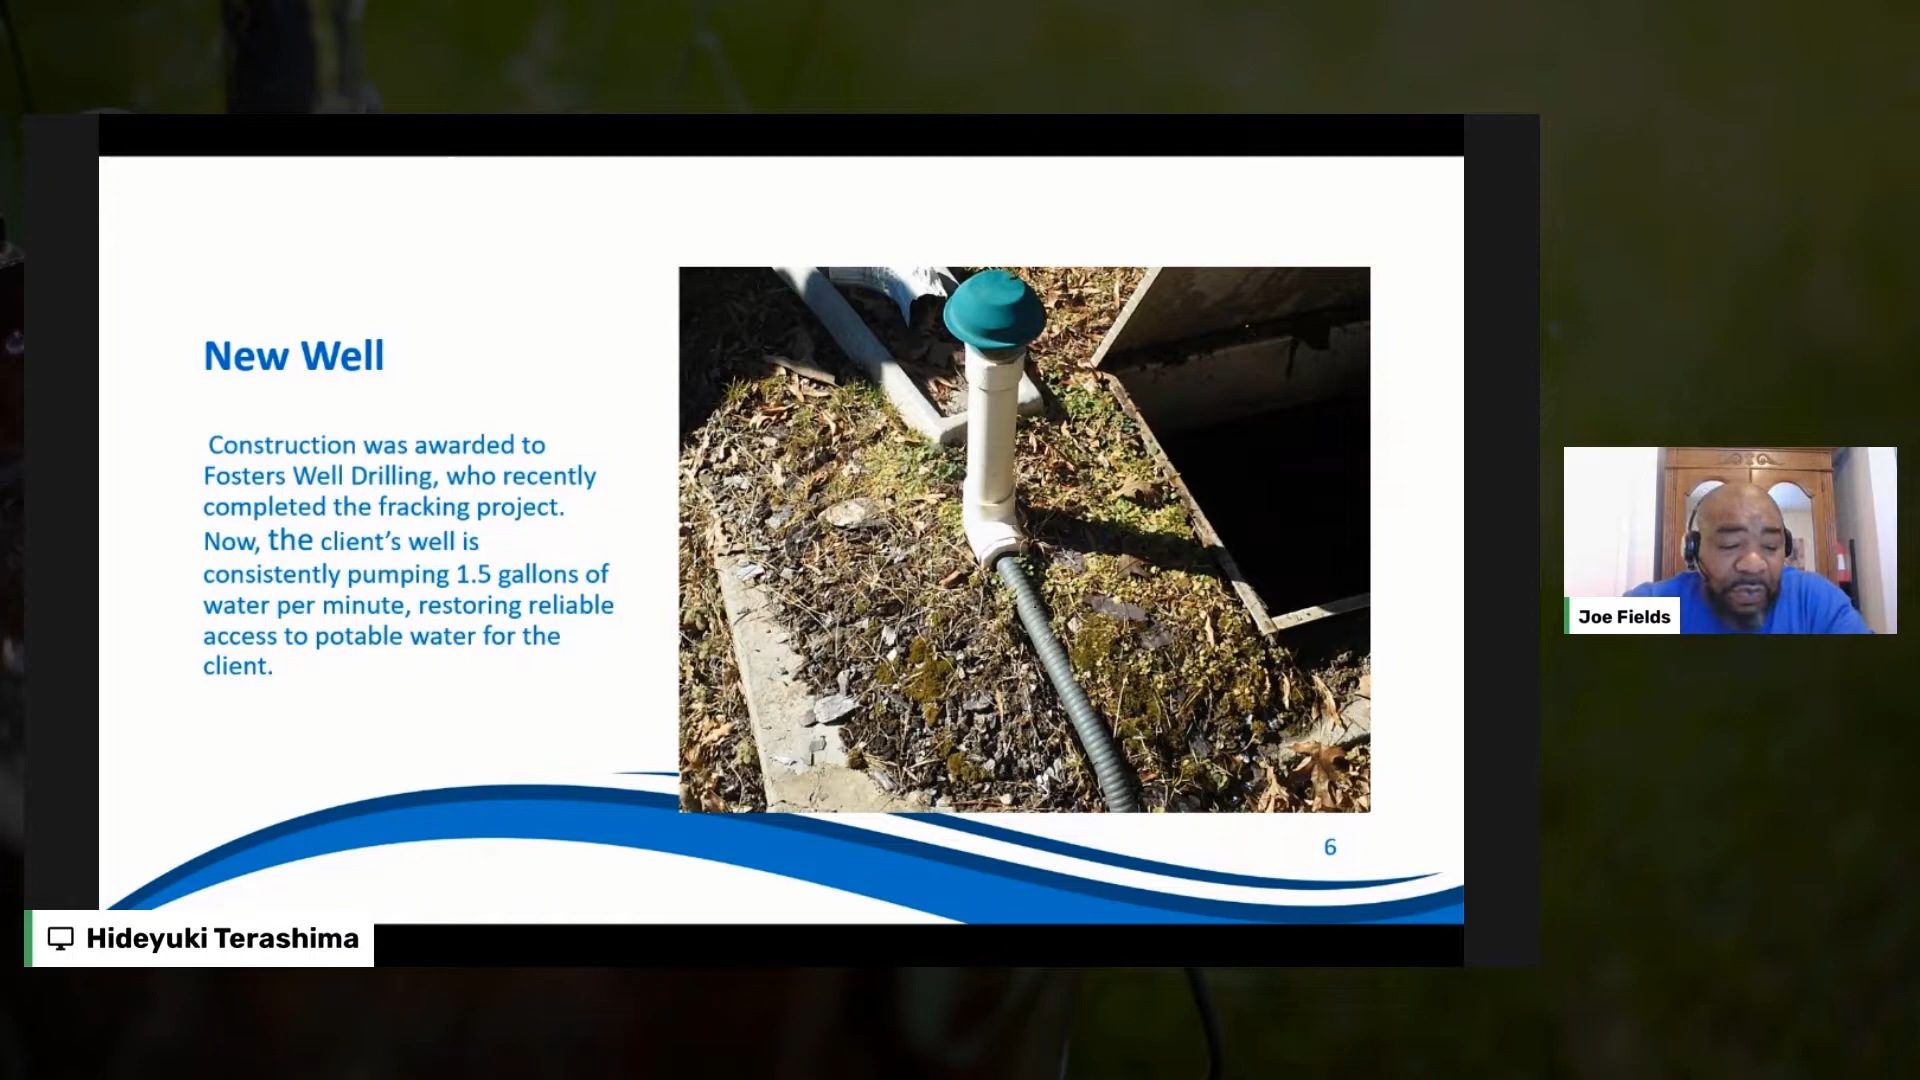 New Well
Construction was awarded to
Fosters Well Drilling, who recently
completed the fracking project.
Now, the client’s well is
consistently pumping 1.5 gallons of
water per minute, restoring reliable
access to potable water for the
client.
6
Hideyuki Terashima
Joe Fields